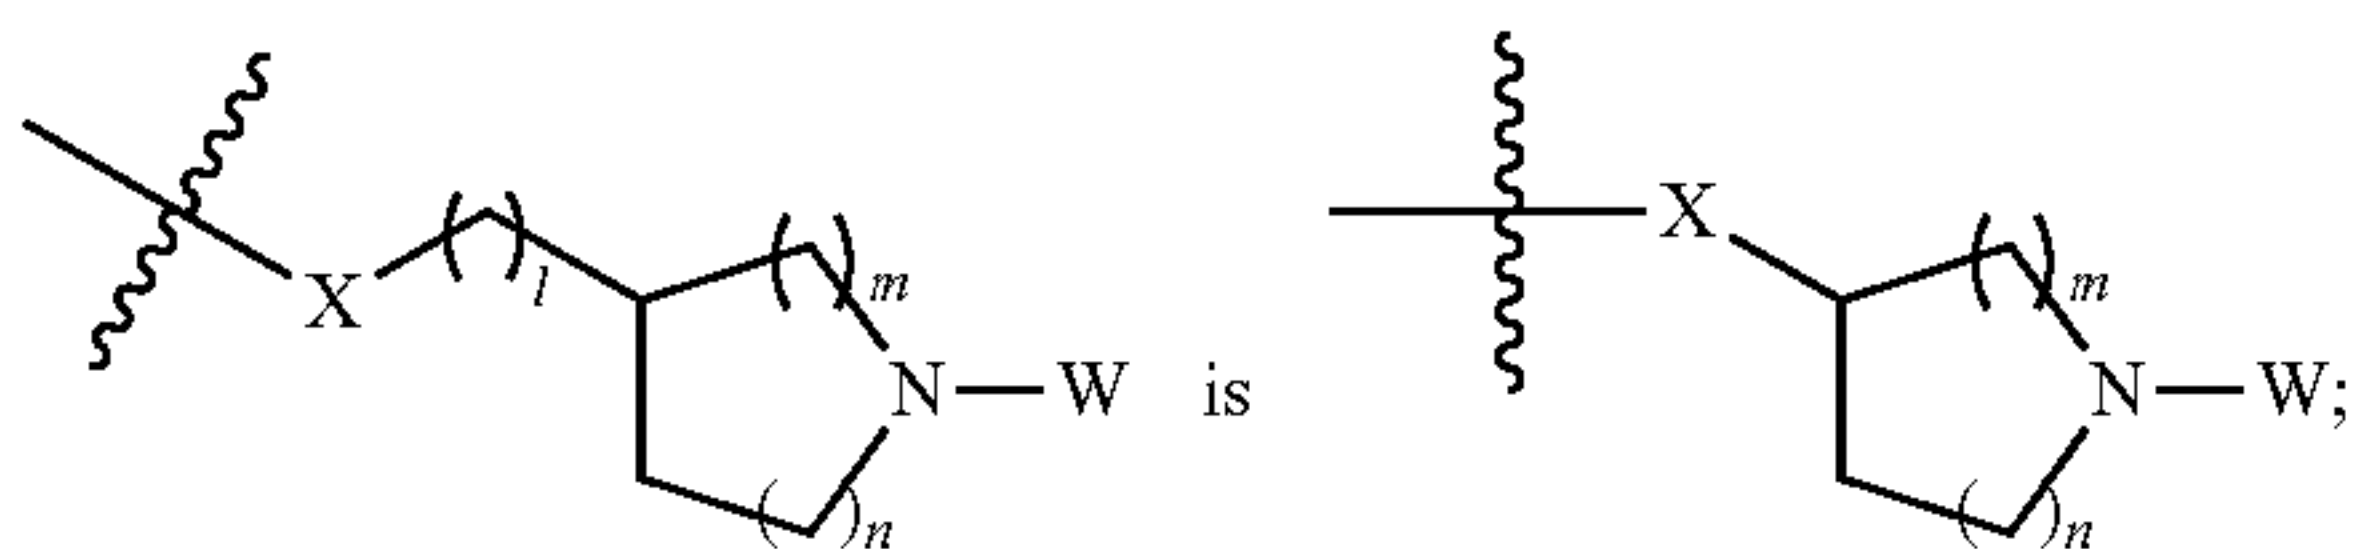 X ( ) l ( ) m N — W ( ) n is X ( ) m N — W; ( ) n